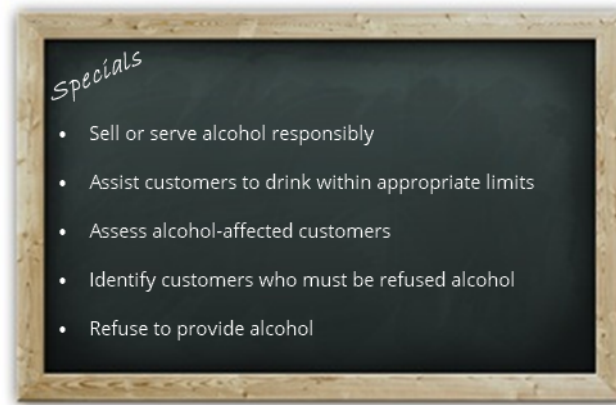 Specials
• Sell or serve alcohol responsibly
• Assist customers to drink within appropriate limits
• Assess alcohol-affected customers
• Identify customers who must be refused alcohol
• Refuse to provide alcohol